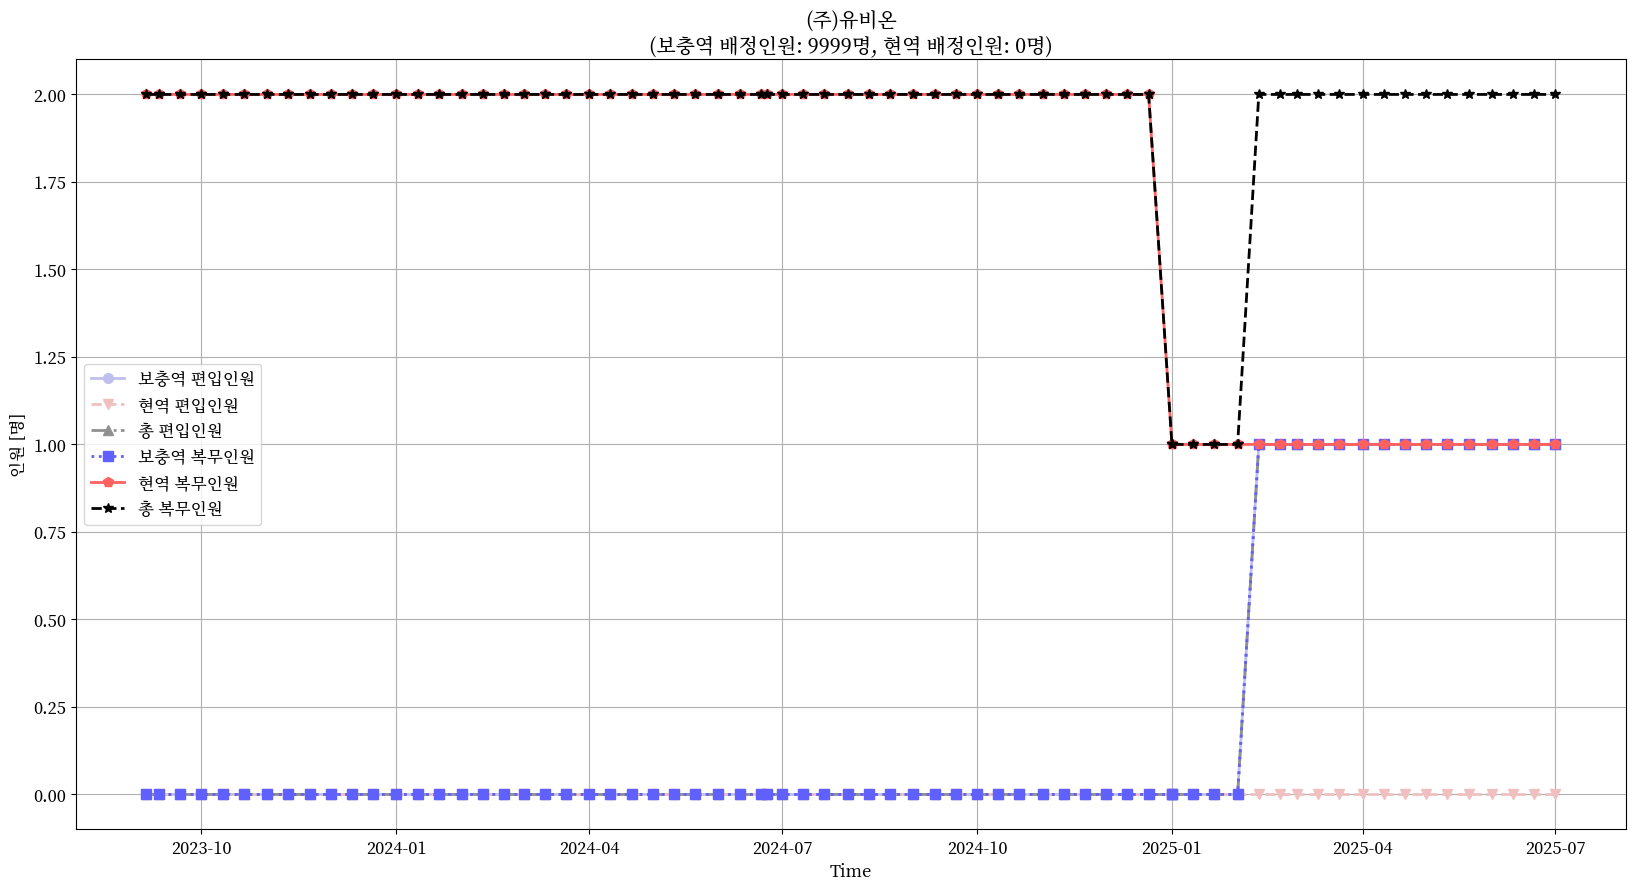 (주)유비온
(보충역 배정인원: 9999명, 현역 배정인원: 0명)
인원 [명]
2.00
1.75
1.50
1.25
1.00
0.75
0.50
0.25
0.00
보충역 편입인원
현역 편입인원
총 편입인원
보충역 복무인원
현역 복무인원
총 복무인원
2023-10
2024-01
2024-04
2024-07
2024-10
2025-01
2025-04
2025-07
Time